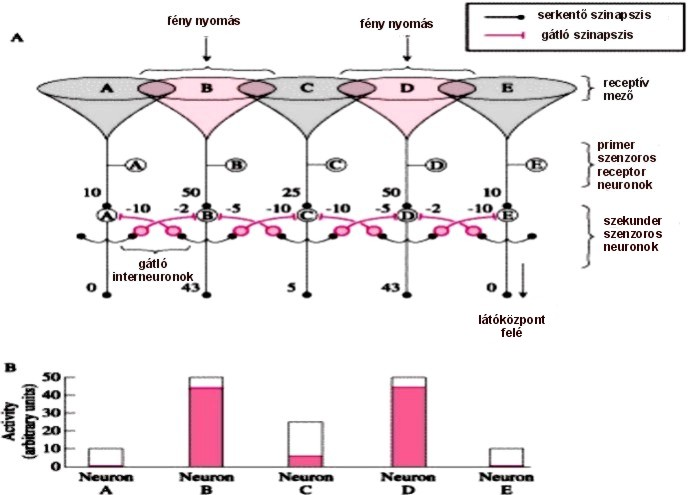 serkentő szinapszis
gátló szinapszis
fény nyomás
fény nyomás
A
A B C D E
receptív
mező
A B C D E
primer
szenzoros
receptor
neuronok
10 50 25 50 10
-10 -2 -5 -10 -10 -5 -2 -10
A B C D E
szekunder
szenzoros
neuronok
gátló
interneuronok
0 43 5 43 0
látóközpont
felé
B
Activity
(arbitrary units)
50
40
30
20
10
0
Neuron Neuron Neuron Neuron Neuron
A B C D E